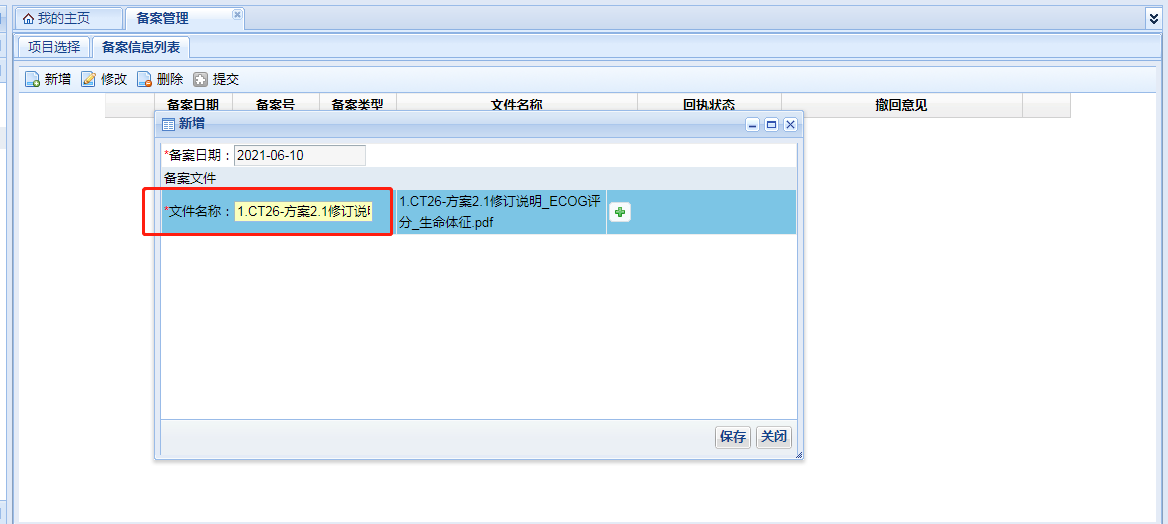 我的主页
备案管理
项目选择
备案信息列表
新增
修改
删除
提交
备案日期
备案号
备案类型
文件名称
回执状态
撤回意见
新增
*备案日期：
2021-06-10
备案文件
*文件名称：
1.CT26-方案2.1修订说
1.CT26-方案2.1修订说明_ECOG评
分_生命体征.pdf
保存
关闭